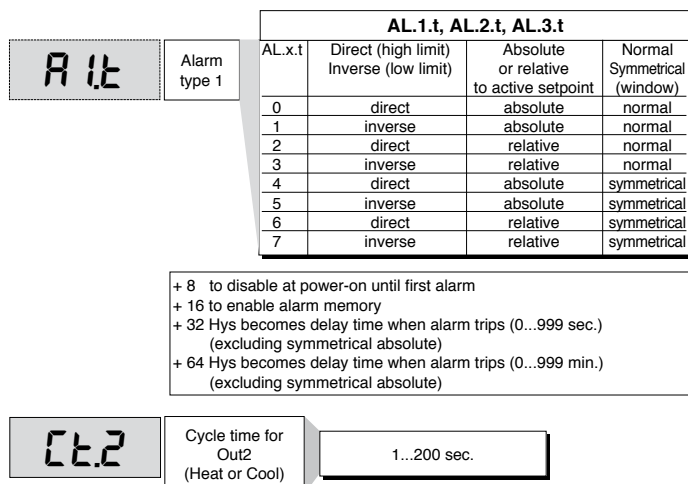 AL.1.t, AL.2.t, AL.3.t
A1.t
Alarm
type 1
AL.x.t Direct (high limit) Absolute Normal
Inverse (low limit) or relative Symmetrical
to active setpoint (window)
0 direct absolute normal
1 inverse absolute normal
2 direct relative normal
3 inverse relative normal
4 direct absolute symmetrical
5 inverse absolute symmetrical
6 direct relative symmetrical
7 inverse relative symmetrical
+ 8 to disable at power-on until first alarm
+ 16 to enable alarm memory
+ 32 Hys becomes delay time when alarm trips (0...999 sec.)
(excluding symmetrical absolute)
+ 64 Hys becomes delay time when alarm trips (0...999 min.)
(excluding symmetrical absolute)
Ct.2
Cycle time for
Out2
(Heat or Cool)
1...200 sec.